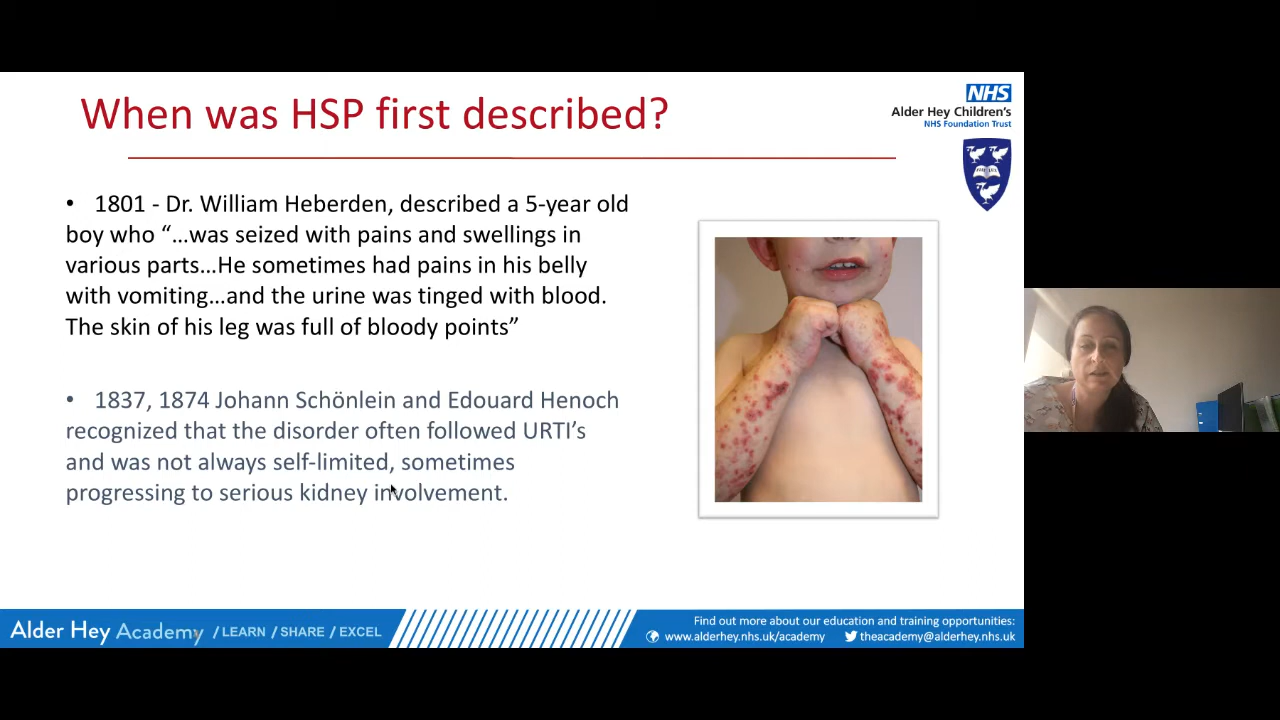 When was HSP first described?
NHS
Alder Hey Children's
NHS Foundation Trust
• 1801 - Dr. William Heberden, described a 5-year old
boy who “…was seized with pains and swellings in
various parts…He sometimes had pains in his belly
with vomiting…and the urine was tinged with blood.
The skin of his leg was full of bloody points”
• 1837, 1874 Johann Schönlein and Edouard Henoch
recognized that the disorder often followed URTI’s
and was not always self-limited, sometimes
progressing to serious kidney involvement.
Alder Hey Academy / LEARN / SHARE / EXCEL
Find out more about our education and training opportunities:
www.alderhey.nhs.uk/academy theacademy@alderhey.nhs.uk